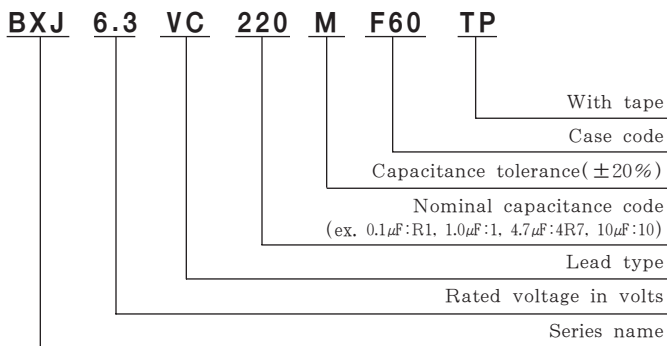 BXJ 6.3 VC 220 M F60 TP
With tape
Case code
Capacitance tolerance(±20%)
Nominal capacitance code
(ex. 0.1μF:R1, 1.0μF:1, 4.7μF:4R7, 10μF:10)
Lead type
Rated voltage in volts
Series name